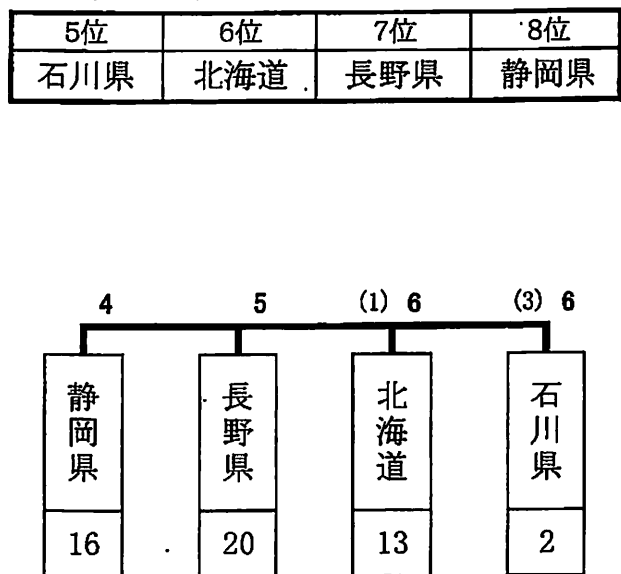 5位 6位 7位 8位
石川県 北海道 長野県 静岡県
4 5 (1) 6 (3) 6
静岡県 長野県 北海道 石川県
16 20 13 2